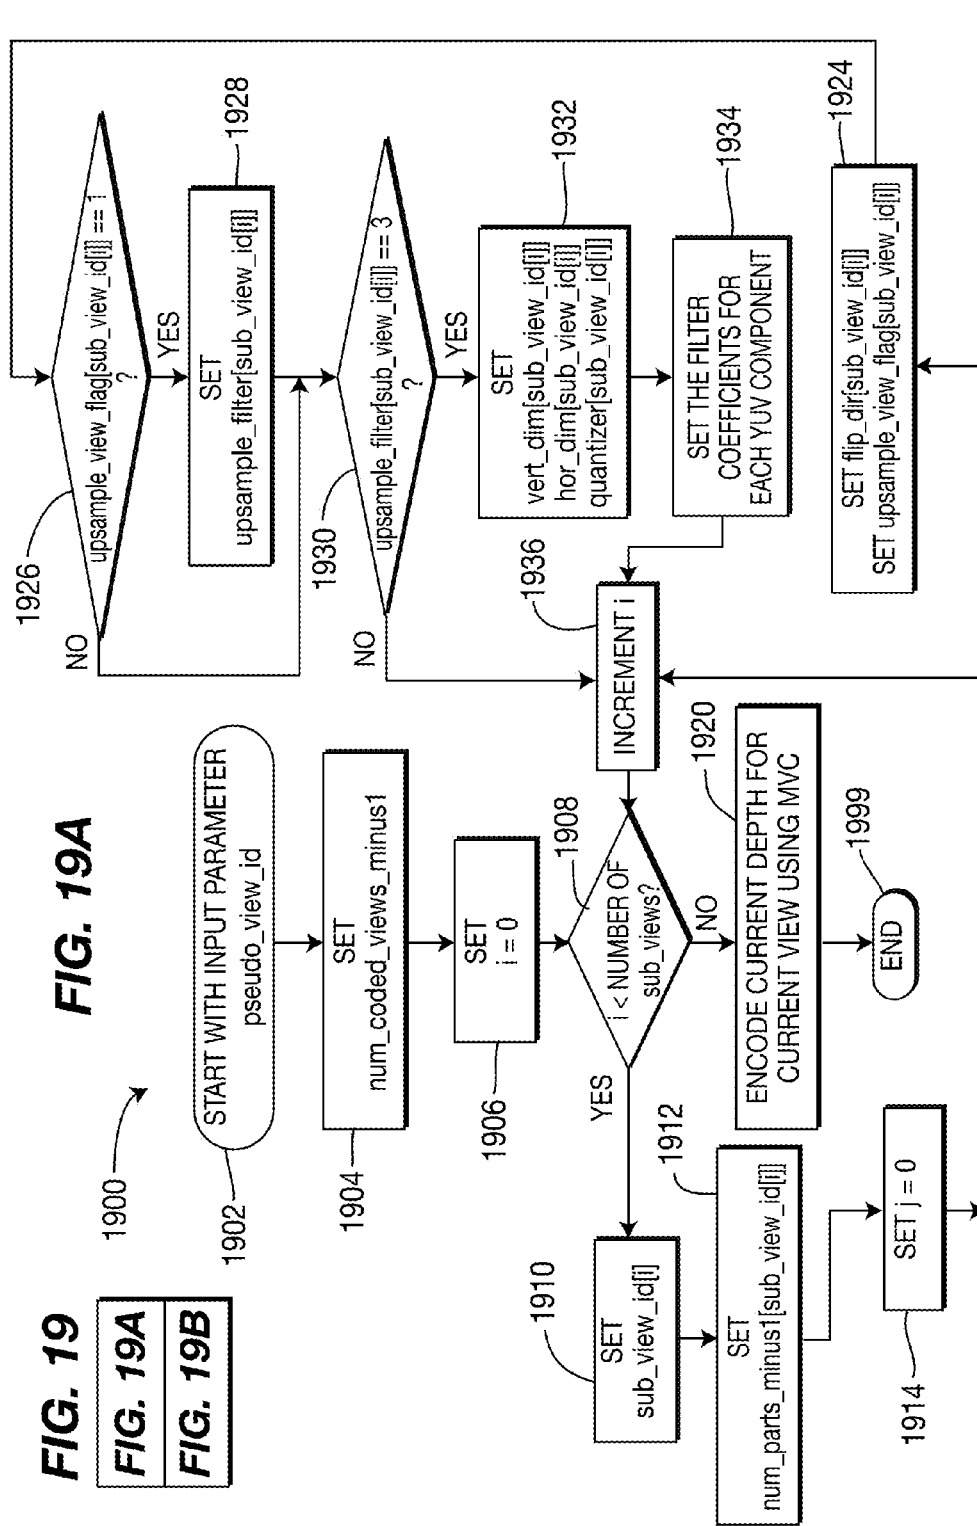 FIG. 19
FIG. 19A
FIG. 19B
FIG. 19A
1900
1902
START WITH INPUT PARAMETER
pseudo_view_id
1904
SET
num_coded_views_minus1
1906
SET
i = 0
1908
i < NUMBER OF
sub_views?
YES
NO
1910
SET
sub_view_id[i]
1912
SET
num_parts_minus1[sub_view_id[i]]
1914
SET j = 0
1920
ENCODE CURRENT DEPTH FOR
CURRENT VIEW USING MVC
1999
END
1926
upsample_view_flag[sub_view_id[i]] == 1
?
NO
YES
1928
SET
upsample_filter[sub_view_id[i]]
1930
upsample_filter[sub_view_id[i]] == 3
?
NO
YES
1932
SET
vert_dim[sub_view_id[i]]
hor_dim[sub_view_id[i]]
quantizer[sub_view_id[i]]
1934
SET THE FILTER
COEFFICIENTS FOR
EACH YUV COMPONENT
1936
INCREMENT i
1924
SET flip_dir[sub_view_id[i]]
SET upsample_view_flag[sub_view_id[i]]